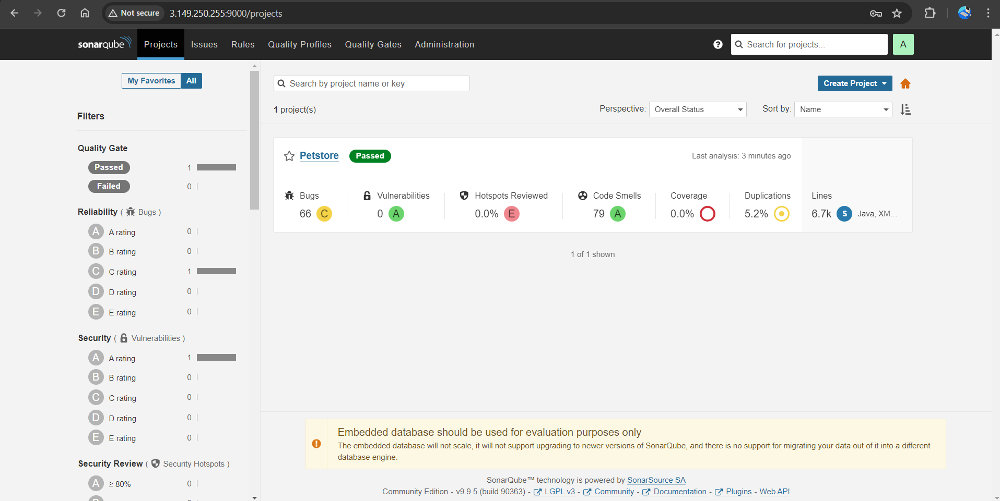 Not secure 3.149.250.255:9000/projects
sonarqube Projects Issues Rules Quality Profiles Quality Gates Administration ? Search for projects... A
My Favorites All
Filters
Quality Gate
Passed 1
Failed 0
Reliability ( Bugs )
A A rating 0
B B rating 0
C C rating 1
D D rating 0
E E rating 0
Security ( Vulnerabilities )
A A rating 1
B B rating 0
C C rating 0
D D rating 0
E E rating 0
Security Review ( Security Hotspots )
A ≥ 80% 0
Search by project name or key Create Project
1 project(s) Perspective: Overall Status Sort by: Name
Petstore Passed Last analysis: 3 minutes ago
Bugs Vulnerabilities Hotspots Reviewed Code Smells Coverage Duplications Lines
66 C 0 A 0.0% E 79 A 0.0% 5.2% 6.7k S Java, XM...
1 of 1 shown
Embedded database should be used for evaluation purposes only
The embedded database will not scale, it will not support upgrading to newer versions of SonarQube, and there is no support for migrating your data out of it into a different
database engine.
SonarQube™ technology is powered by SonarSource SA
Community Edition - v9.9.5 (build 90363) - LGPL v3 - Community - Documentation - Plugins - Web API